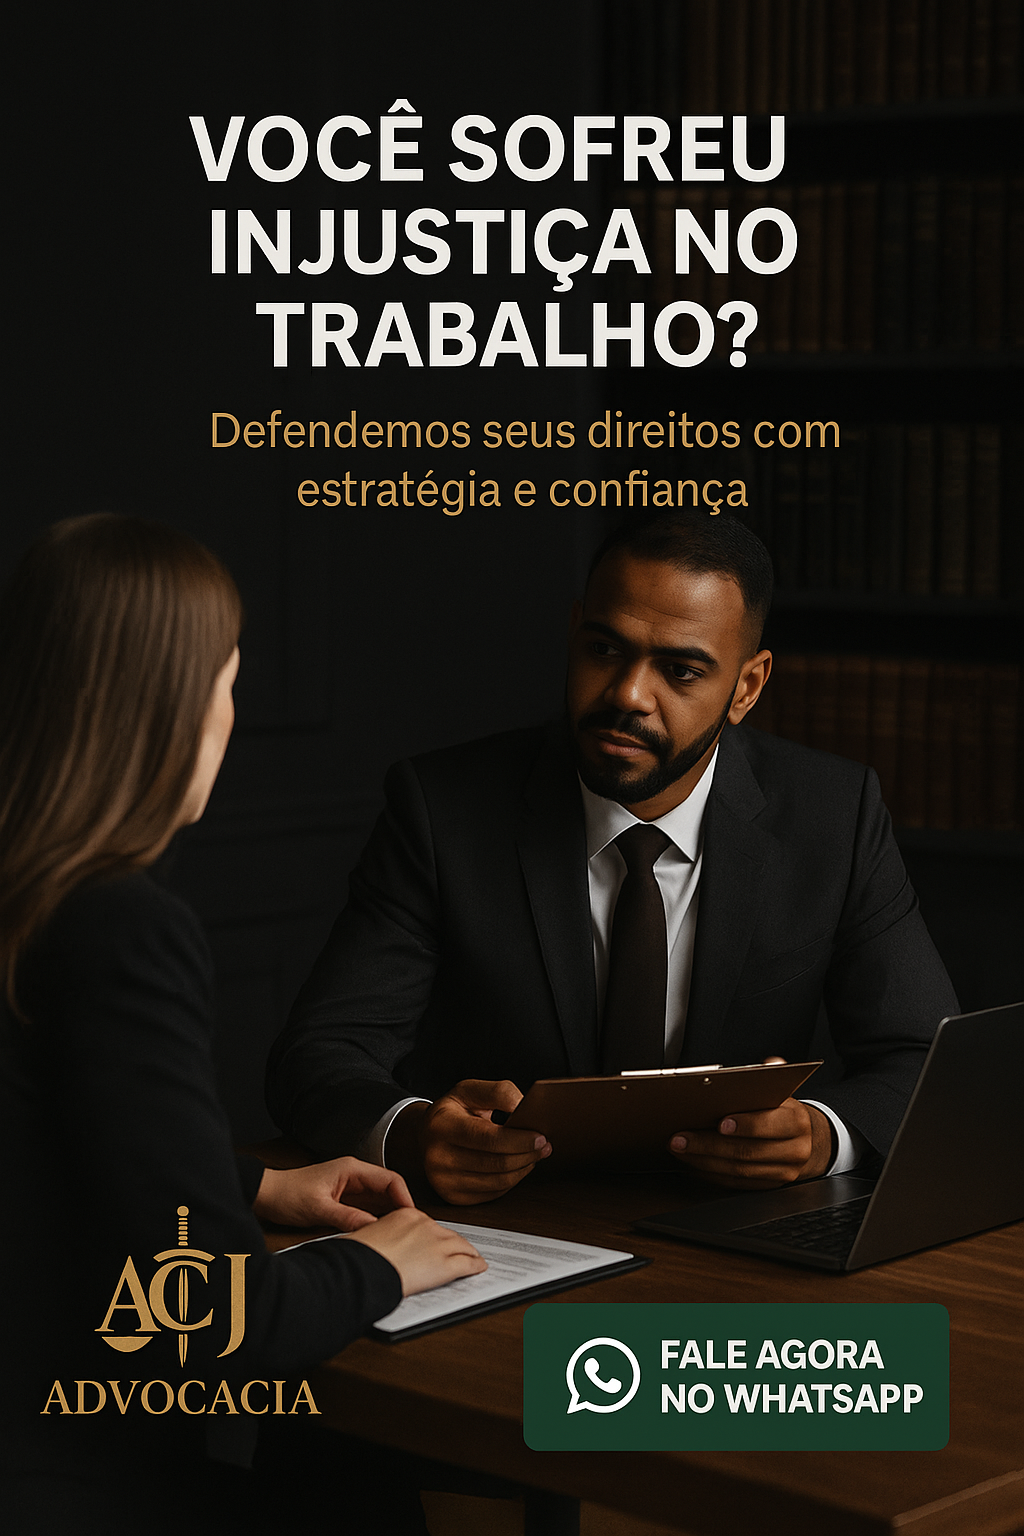 VOCÊ SOFREU
INJUSTIÇA NO
TRABALHO?
Defendemos seus direitos com
estratégia e confiança
ACJ
ADVOCACIA
FALE AGORA
NO WHATSAPP